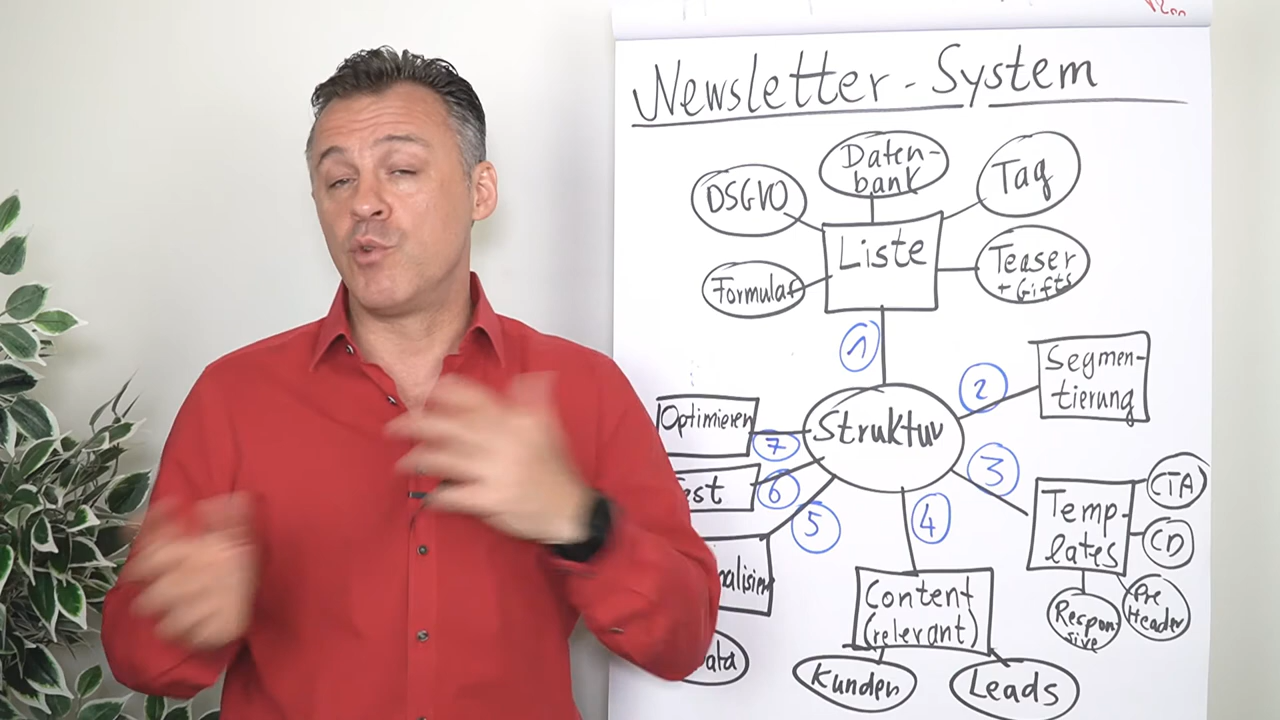 Newsletter - System
DSGVO
Daten-
bank
Tag
Liste
Formular
Teaser
+ Gifts
1
Segmen-
tierung
2
Struktur
Optimieren
7
6
3
5
4
Temp-
lates
CTA
CD
Respon
sive
Pre
Header
Content
(relevant)
Kunden
Leads